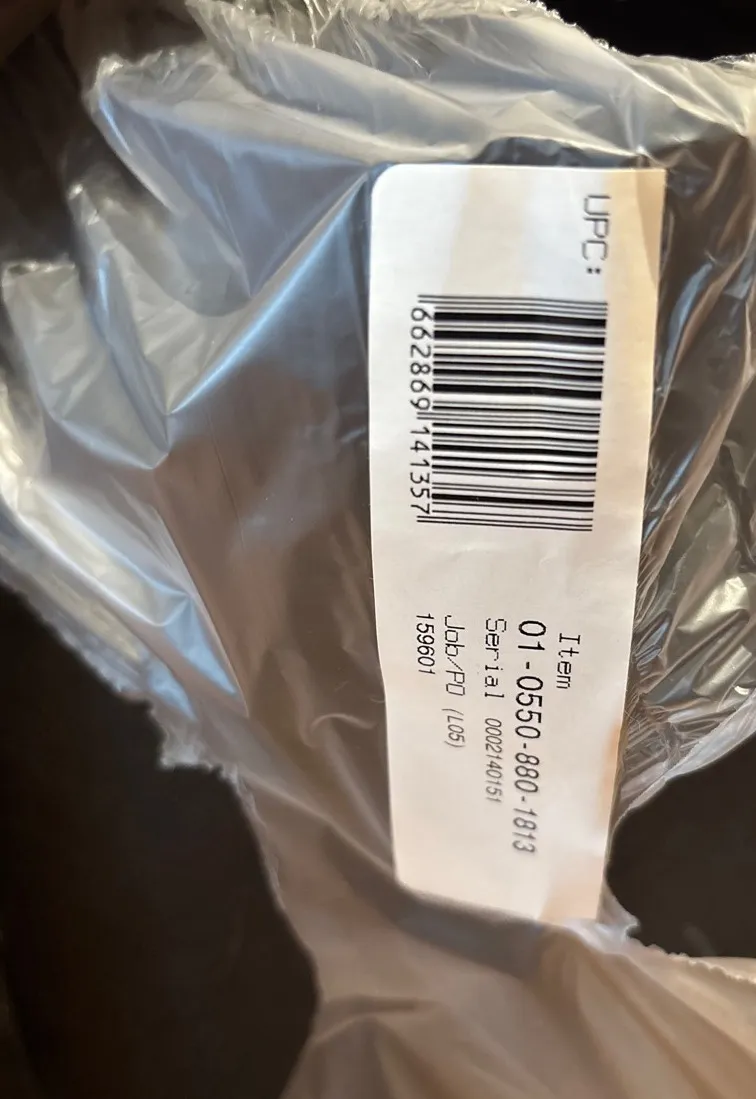 UPC:
662869141357
Item
01-0550-880-1813
Serial 0002140151
Job/PO (L05)
159601